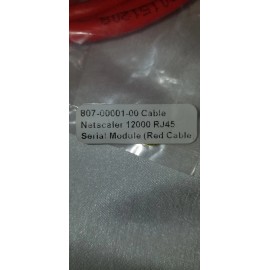 807-00001-00 Cable
Netscaler 12000 RJ45
Serial Module (Red Cable